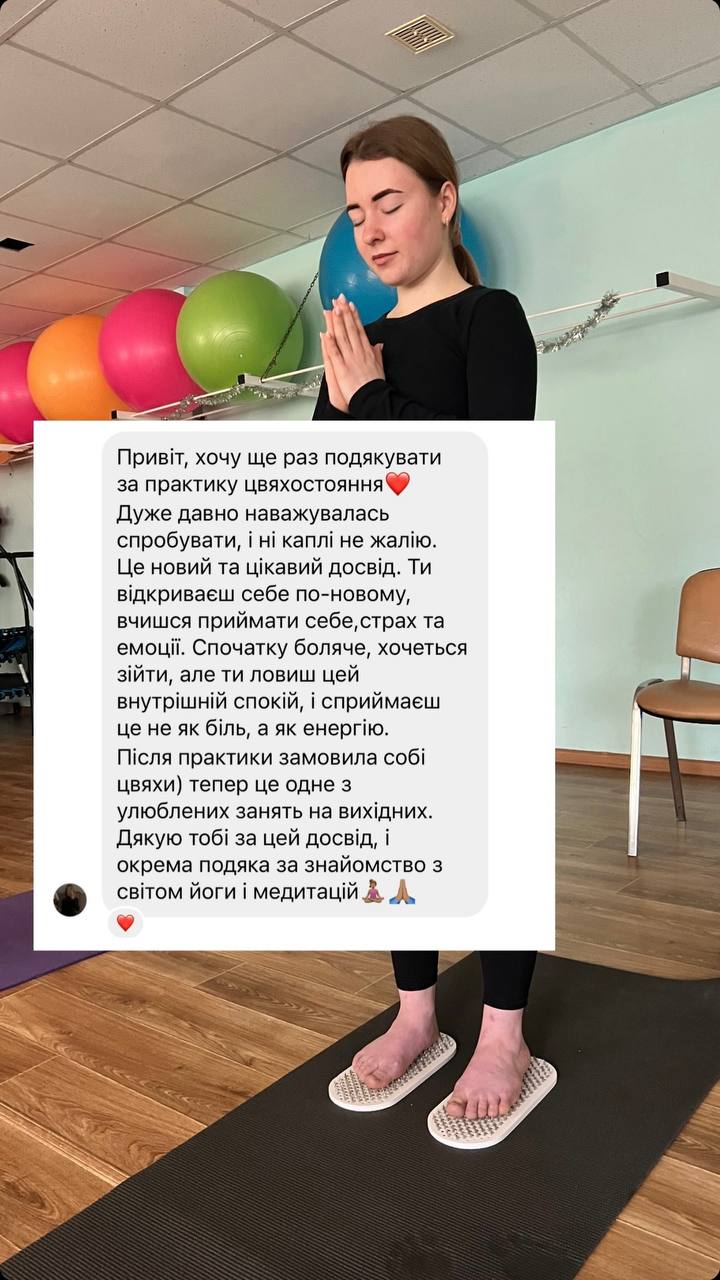 Привіт, хочу ще раз подякувати
за практику цвяхостояння❤️
Дуже давно наважувалась
спробувати, і ні каплі не жалію.
Це новий та цікавий досвід. Ти
відкриваєш себе по-новому,
вчишся приймати себе,страх та
емоції. Спочатку боляче, хочеться
зійти, але ти ловиш цей
внутрішній спокій, і сприймаєш
це не як біль, а як енергію.
Після практики замовила собі
цвяхи) тепер це одне з
улюблених занять на вихідних.
Дякую тобі за цей досвід, і
окрема подяка за знайомство з
світом йоги і медитацій🧘🏽‍♀️🙏🏽
❤️